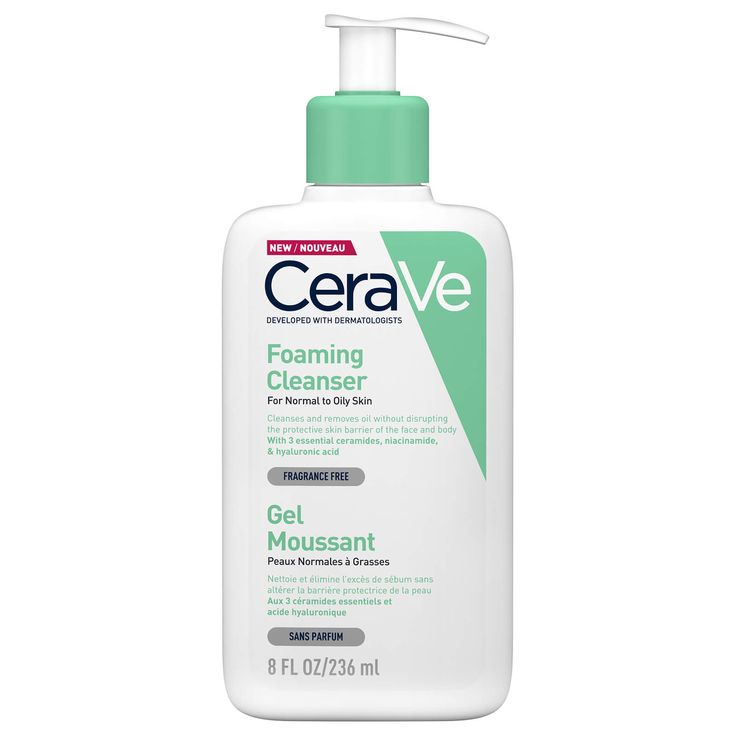 NEW / NOUVEAU
CeraVe
DEVELOPED WITH DERMATOLOGISTS
Foaming
Cleanser
For Normal to Oily Skin
Cleanses and removes oil without disrupting
the protective skin barrier of the face and body
With 3 essential ceramides, niacinamide,
& hyaluronic acid
FRAGRANCE FREE
Gel
Moussant
Peaux Normales à Grasses
Nettoie et élimine l'excès de sébum sans
altérer la barrière protectrice de la peau
Aux 3 céramides essentiels et
acide hyaluronique
SANS PARFUM
8 FL OZ/236 ml